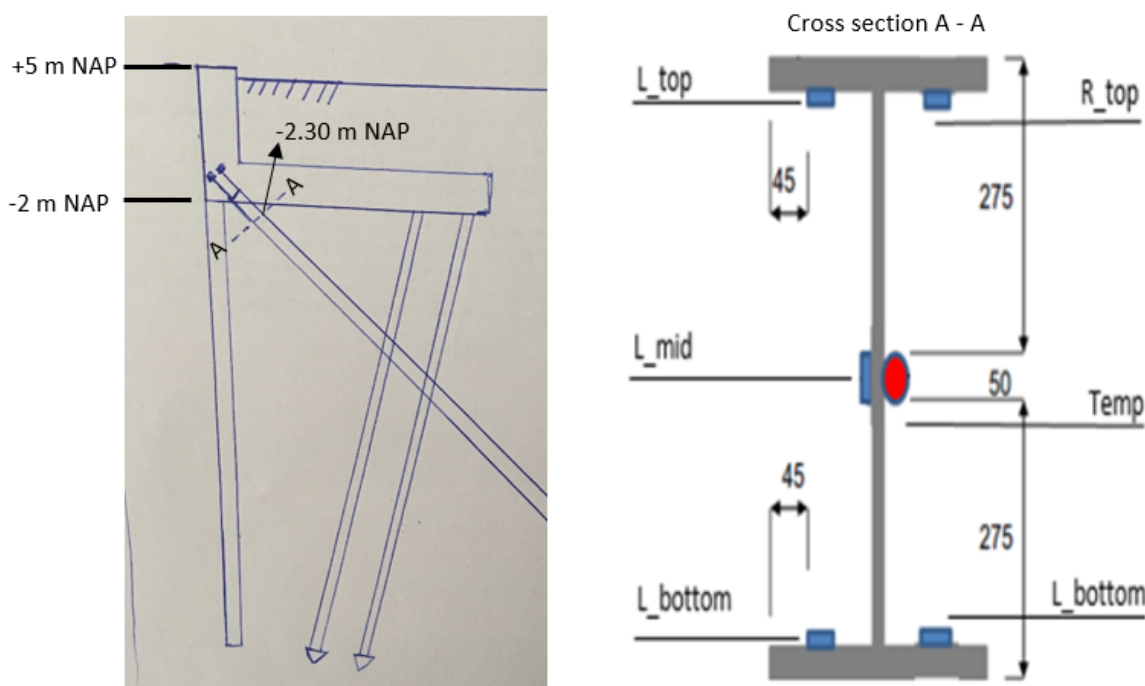 +5 m NAP
-2.30 m NAP
A
-2 m NAP
A
Cross section A - A
L_top
R_top
45
275
L_mid
50
Temp
45
275
L_bottom
L_bottom